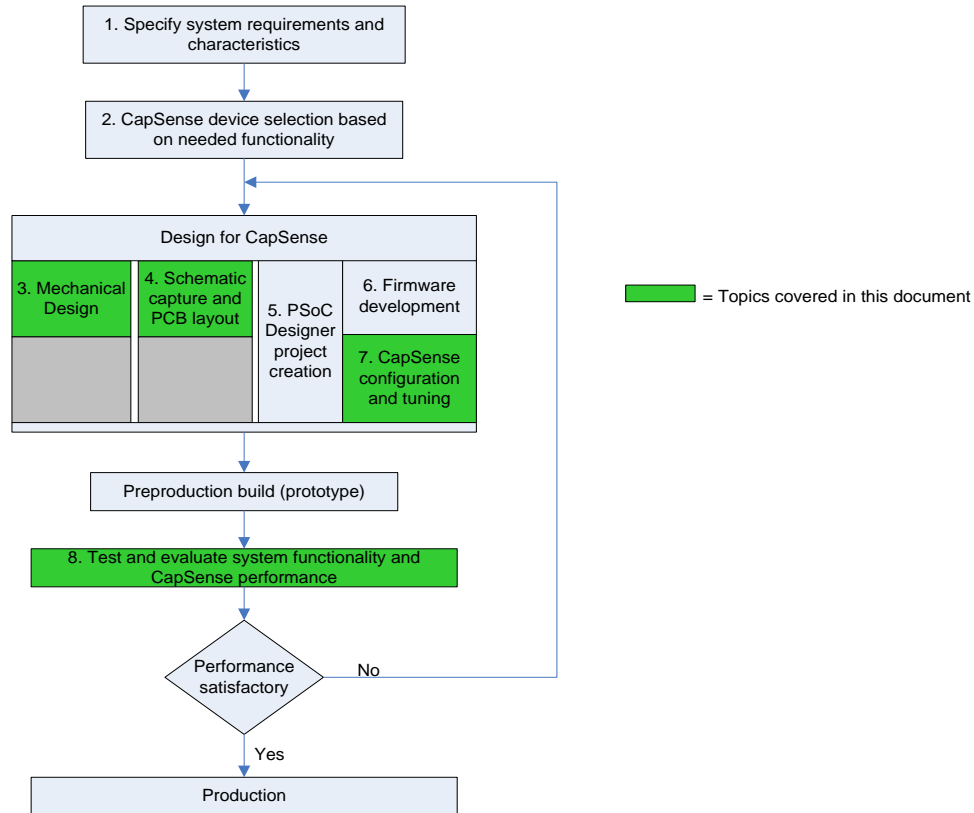 1. Specify system requirements and
characteristics
2. CapSense device selection based
on needed functionality
Design for CapSense
3. Mechanical
Design
4. Schematic
capture and
PCB layout
5. PSoC
Designer
project
creation
6. Firmware
development
7. CapSense
configuration
and tuning
= Topics covered in this document
Preproduction build (prototype)
8. Test and evaluate system functionality and
CapSense performance
Performance
satisfactory
No
Yes
Production